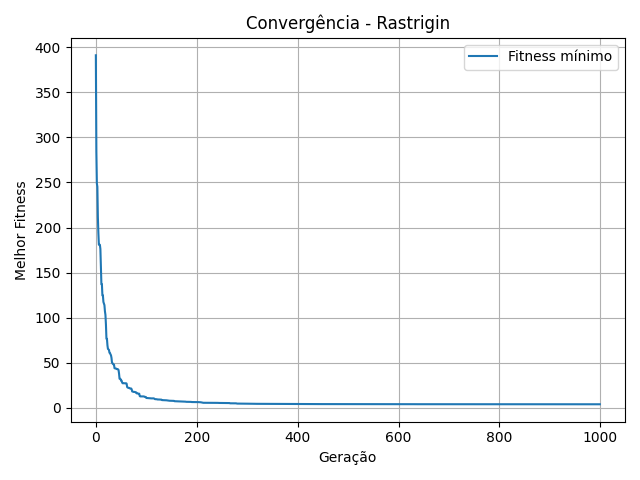 Convergência - Rastrigin
Fitness mínimo
Melhor Fitness
400
350
300
250
200
150
100
50
0
0 200 400 600 800 1000
Geração